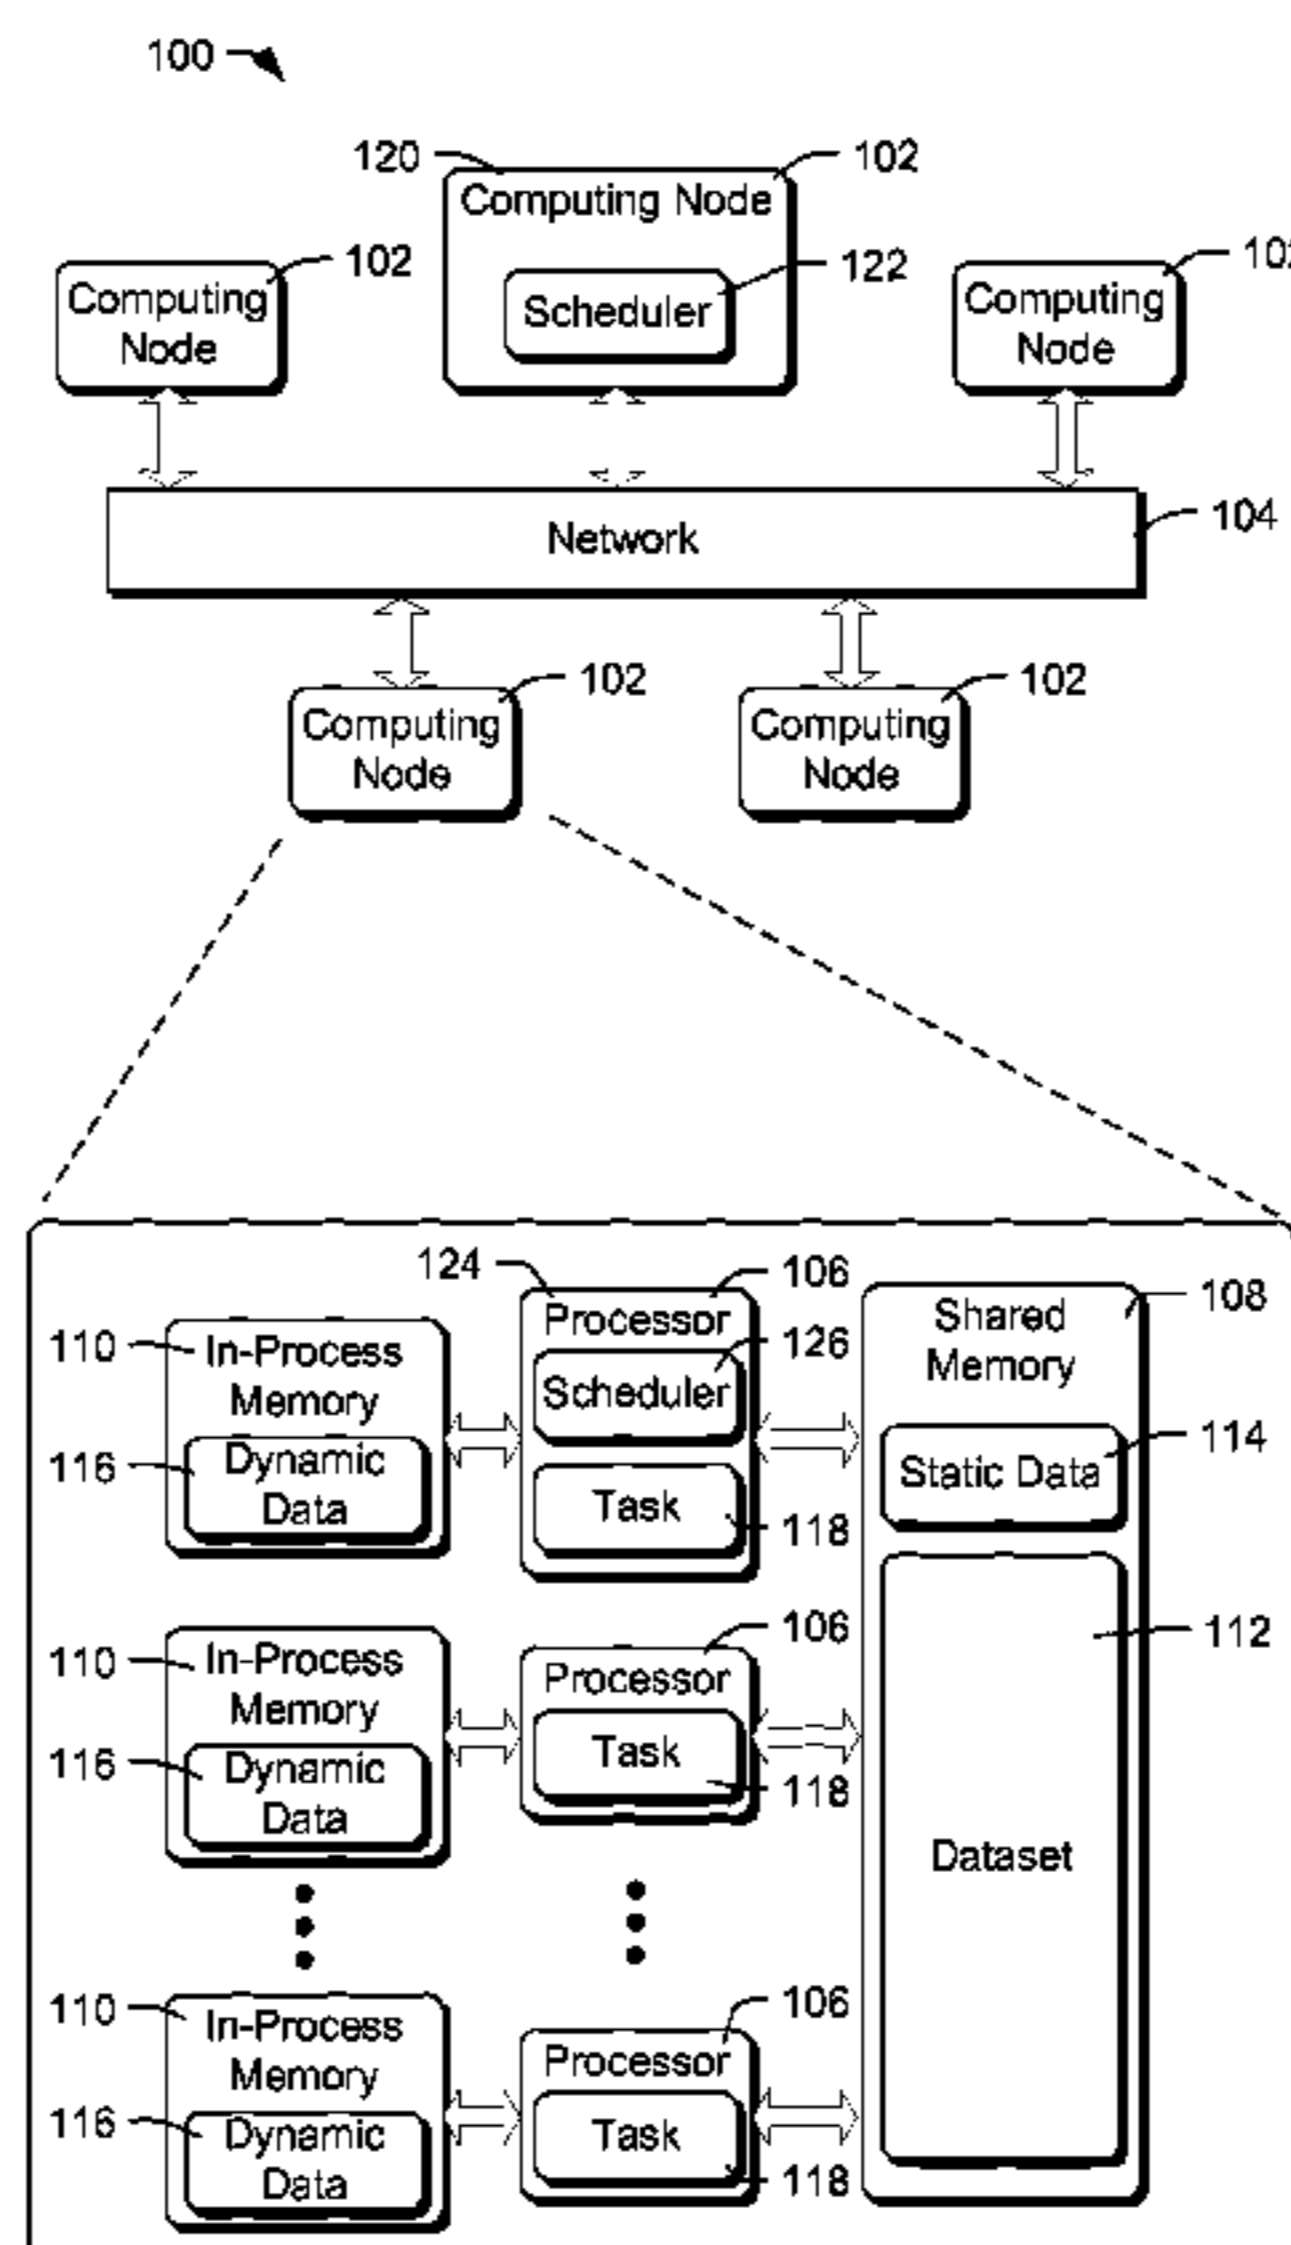 100
120
102
Computing Node
122
Scheduler
102
Computing
Node
Computing
Node
Network
104
102
Computing
Node
102
Computing
Node
124
106
Processor
126
Scheduler
Task
118
110
In-Process
Memory
116
Dynamic
Data
108
Shared
Memory
114
Static Data
112
Dataset
110
In-Process
Memory
116
Dynamic
Data
106
Processor
Task
118
110
In-Process
Memory
116
Dynamic
Data
106
Processor
Task
118